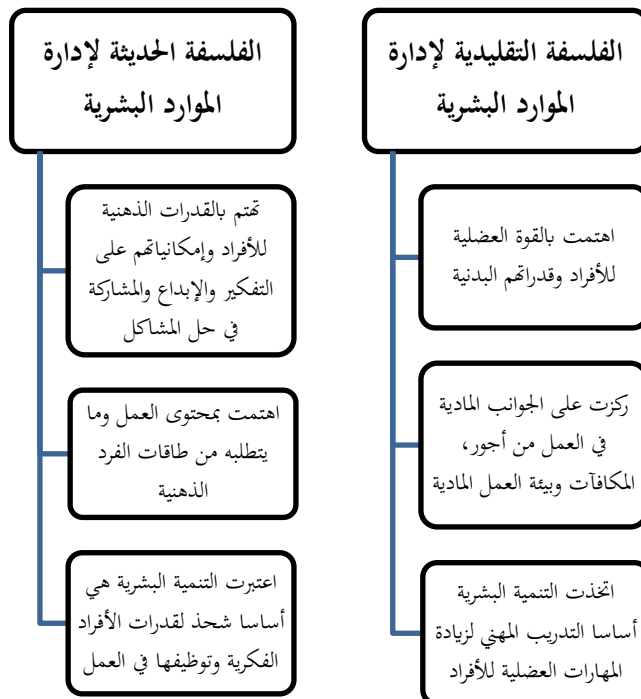 الفلسفة التقليدية لإدارة
الموارد البشرية
اهتمت بالقوة العضلية
للأفراد وقدراتهم البدنية
ركزت على الجوانب المادية
في العمل من أجور،
المكافآت وبيئة العمل المادية
اتخذت التنمية البشرية
أساسا التدريب المهني لزيادة
المهارات العضلية للأفراد
الفلسفة الحديثة لإدارة
الموارد البشرية
تهتم بالقدرات الذهنية
للأفراد وإمكانياتهم على
التفكير والإبداع والمشاركة
في حل المشاكل
اهتمت بمحتوى العمل وما
يتطلبه من طاقات الفرد
الذهنية
اعتبرت التنمية البشرية هي
أساسا شحذ لقدرات الأفراد
الفكرية وتوظيفها في العمل